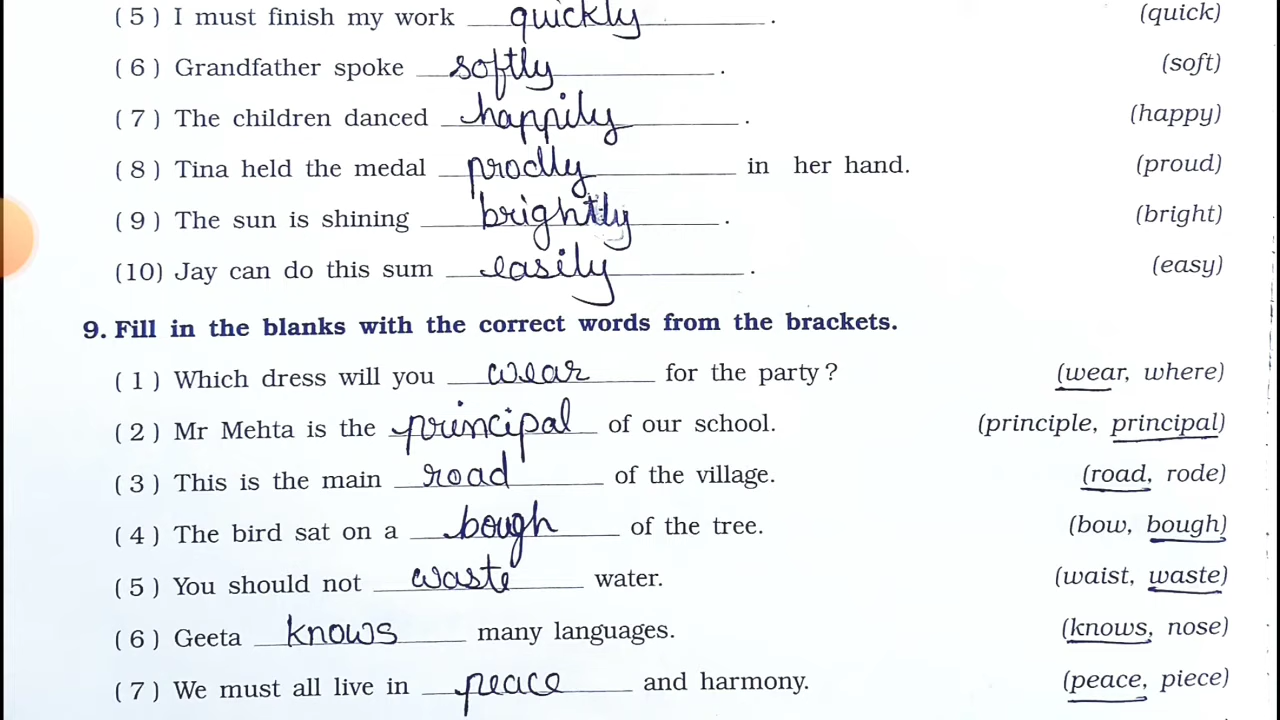 (5) I must finish my work quickly. (quick)
(6) Grandfather spoke softly. (soft)
(7) The children danced happily. (happy)
(8) Tina held the medal prodly in her hand. (proud)
(9) The sun is shining brightly. (bright)
(10) Jay can do this sum easily. (easy)
9. Fill in the blanks with the correct words from the brackets.
(1) Which dress will you wear for the party? (wear, where)
(2) Mr Mehta is the principal of our school. (principle, principal)
(3) This is the main road of the village. (road, rode)
(4) The bird sat on a bough of the tree. (bow, bough)
(5) You should not waste water. (waist, waste)
(6) Geeta knows many languages. (knows, nose)
(7) We must all live in peace and harmony. (peace, piece)